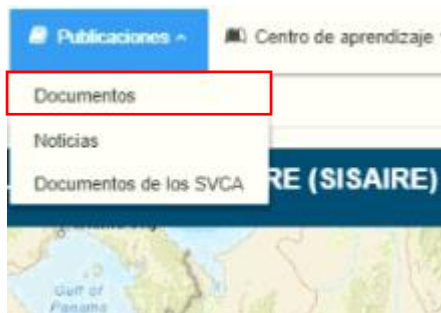 Publicaciones
Centro de aprendizaje
Documentos
Noticias
Documentos de los SVCA
RE (SISAIRE)
Gulf of
Panama